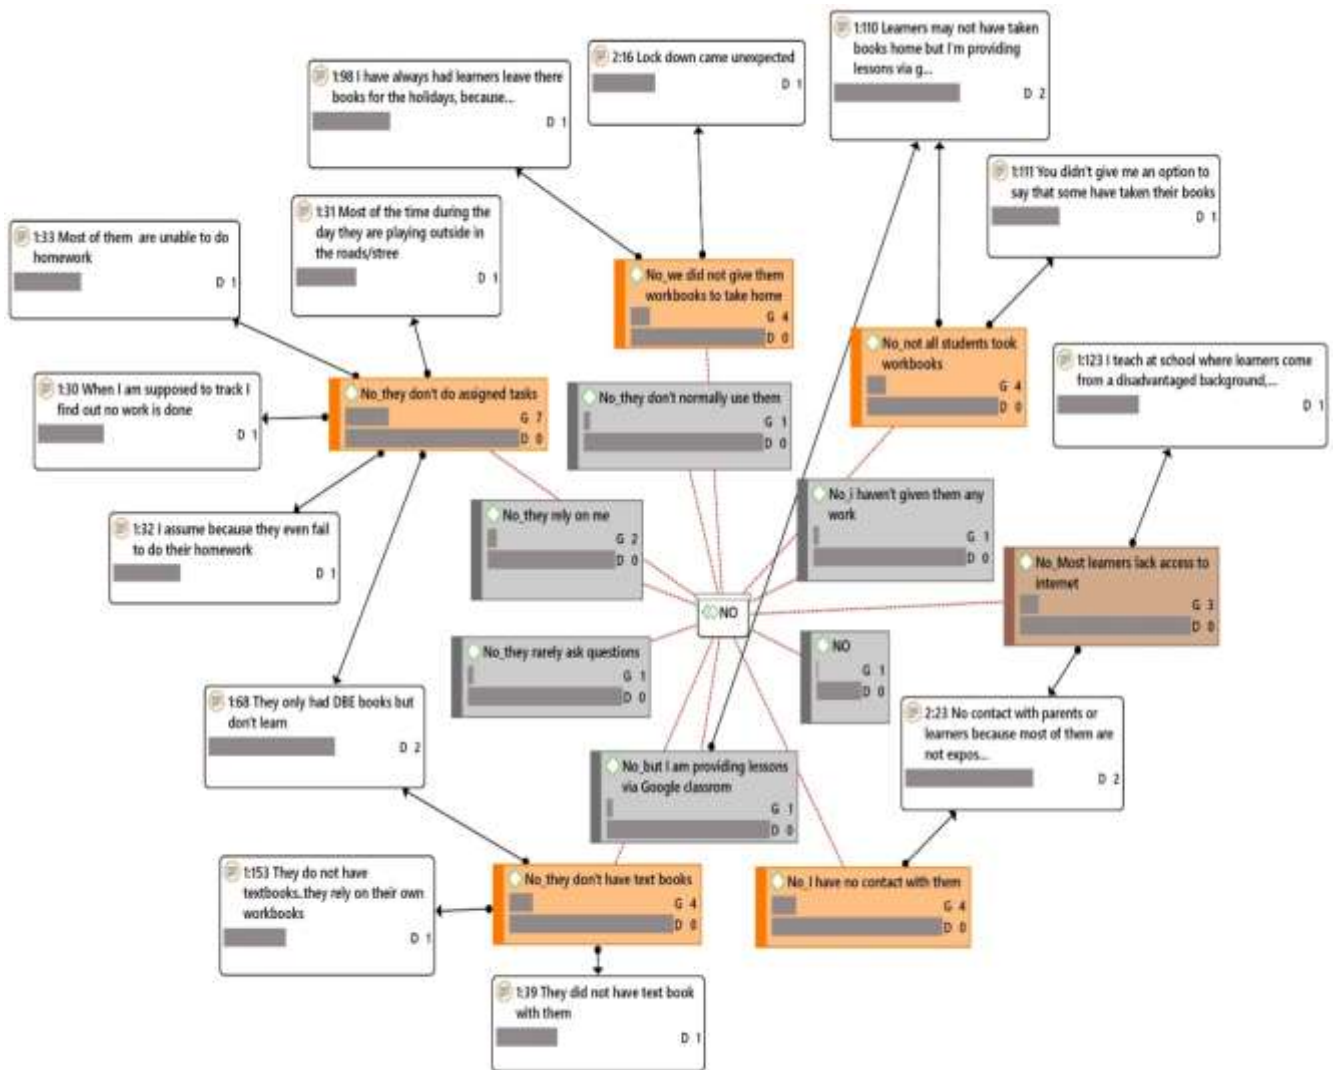 1:110 Learners may not have taken
books home but I'm providing
lessons via g...
D 2
2:16 Lock down came unexpected
D 1
1:98 I have always had learners leave there
books for the holidays, because...
D 1
1:111 You didn't give me an option to
say that some have taken their books
D 1
1:31 Most of the time during the
day they are playing outside in
the roads/stree
D 1
1:33 Most of them are unable to do
homework
D 1
No_we did not give them
workbooks to take home
G 4
D 0
No_not all students took
workbooks
G 4
D 0
1:123 I teach at school where learners come
from a disadvantaged background,...
D 1
1:30 When I am supposed to track I
find out no work is done
D 1
No_they don't do assigned tasks
G 7
D 0
No_they don't normally use them
G 1
D 0
No_they rely on me
G 2
D 0
No_i haven't given them any
work
G 1
D 0
1:32 I assume because they even fail
to do their homework
D 1
No_Most learners lack access to
internet
G 3
D 0
NO
No_they rarely ask questions
G 1
D 0
NO
G 1
D 0
1:68 They only had DBE books but
don't learn
D 2
2:23 No contact with parents or
learners because most of them are
not expos...
D 2
No_but I am providing lessons
via Google classrom
G 1
D 0
1:153 They do not have
textbooks..they rely on their own
workbooks
D 1
No_they don't have text books
G 4
D 0
No_I have no contact with them
G 4
D 0
1:39 They did not have text book
with them
D 1